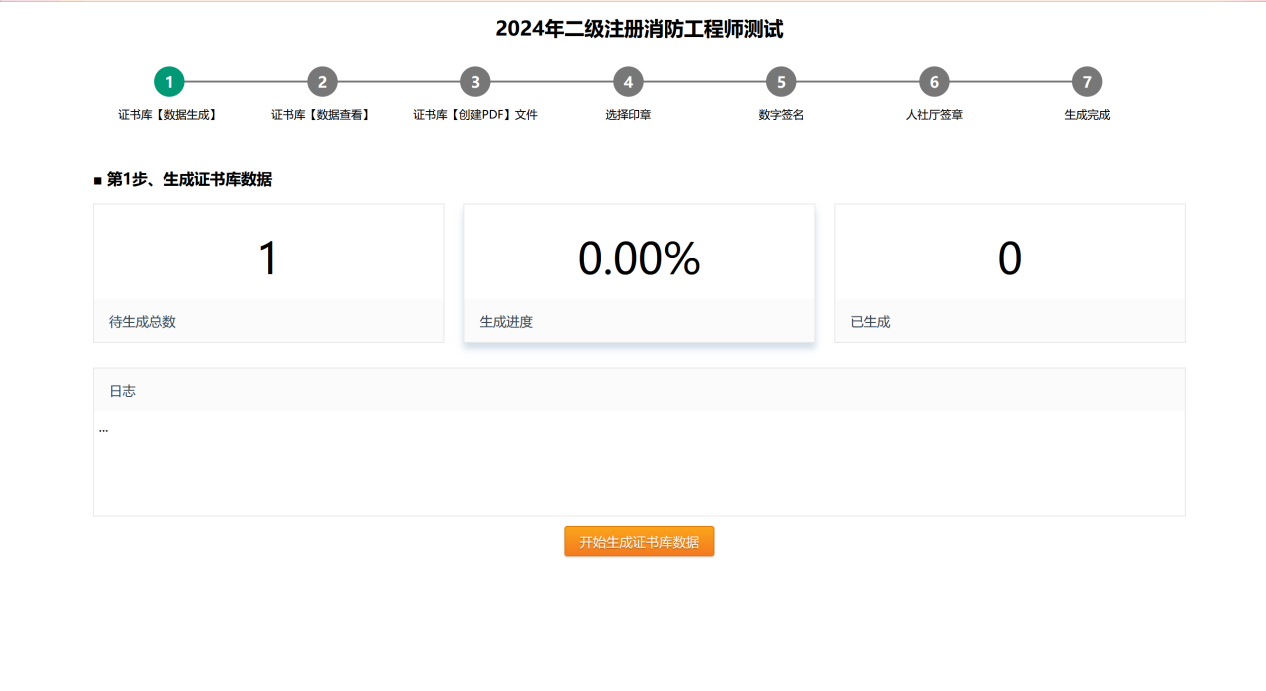 2024年二级注册消防工程师测试
1 2 3 4 5 6 7
证书库【数据生成】 证书库【数据查看】 证书库【创建PDF】文件 选择印章 数字签名 人社厅签章 生成完成
■ 第1步、生成证书库数据
1 0.00% 0
待生成总数 生成进度 已生成
日志
...
开始生成证书库数据